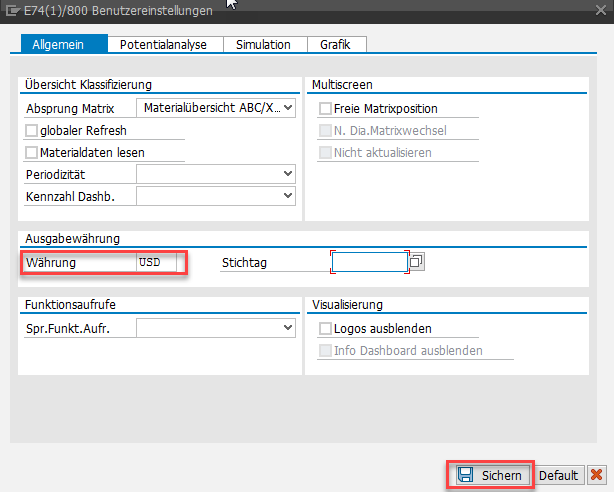 E74(1)/800 Benutzereinstellungen
Allgemein Potentialanalyse Simulation Grafik
Übersicht Klassifizierung
Absprung Matrix Materialübersicht ABC/X...
globaler Refresh
Materialdaten lesen
Periodizität
Kennzahl Dashb.
Multiscreen
Freie Matrixposition
N. Dia.Matrixwechsel
Nicht aktualisieren
Ausgabewährung
Währung USD Stichtag
Funktionsaufrufe
Spr.Funkt.Aufr.
Visualisierung
Logos ausblenden
Info Dashboard ausblenden
Sichern Default